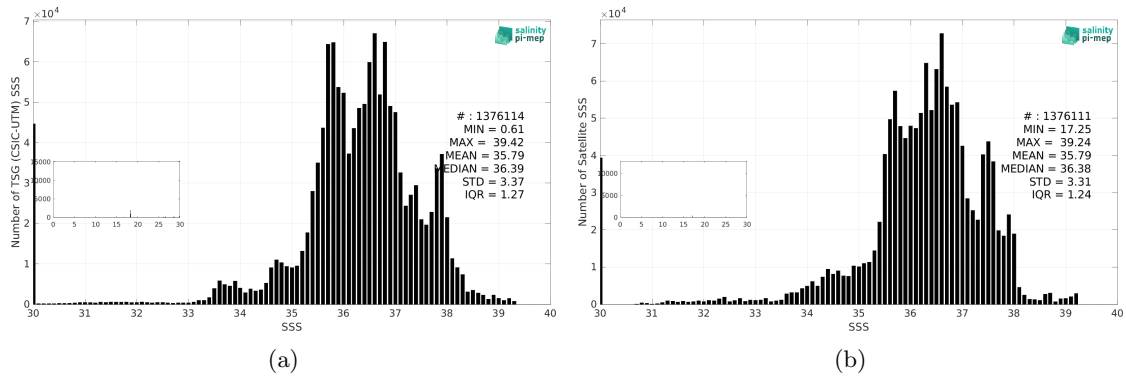 ×10⁴
7
6
5
4
3
2
1
0
Number of TSG (CSIC-UTM) SSS
30 31 32 33 34 35 36 37 38 39 40
SSS
salinity
pi-mep
# : 1376114
MIN = 0.61
MAX = 39.42
MEAN = 35.79
MEDIAN = 36.39
STD = 3.37
IQR = 1.27
15000
10000
5000
0
0 5 10 15 20 25 30
(a)
×10⁴
7
6
5
4
3
2
1
0
Number of Satellite SSS
30 31 32 33 34 35 36 37 38 39 40
SSS
salinity
pi-mep
# : 1376111
MIN = 17.25
MAX = 39.24
MEAN = 35.79
MEDIAN = 36.38
STD = 3.31
IQR = 1.24
10000
5000
0
0 5 10 15 20 25 30
(b)